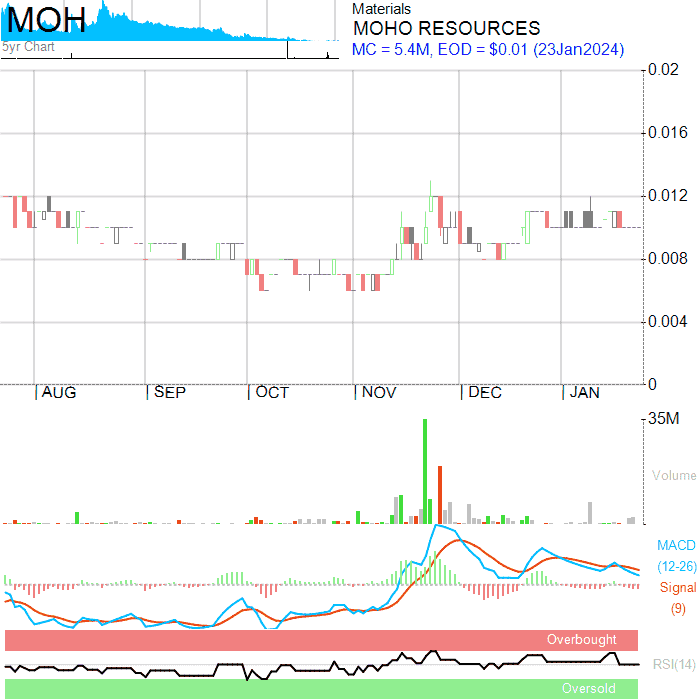 MOH
5yr Chart
Materials
MOHO RESOURCES
MC = 5.4M, EOD = $0.01 (23Jan2024)
0.02
0.016
0.012
0.008
0.004
0
AUG SEP OCT NOV DEC JAN
35M
Volume
MACD
(12-26)
Signal
(9)
Overbought
RSI(14)
Oversold